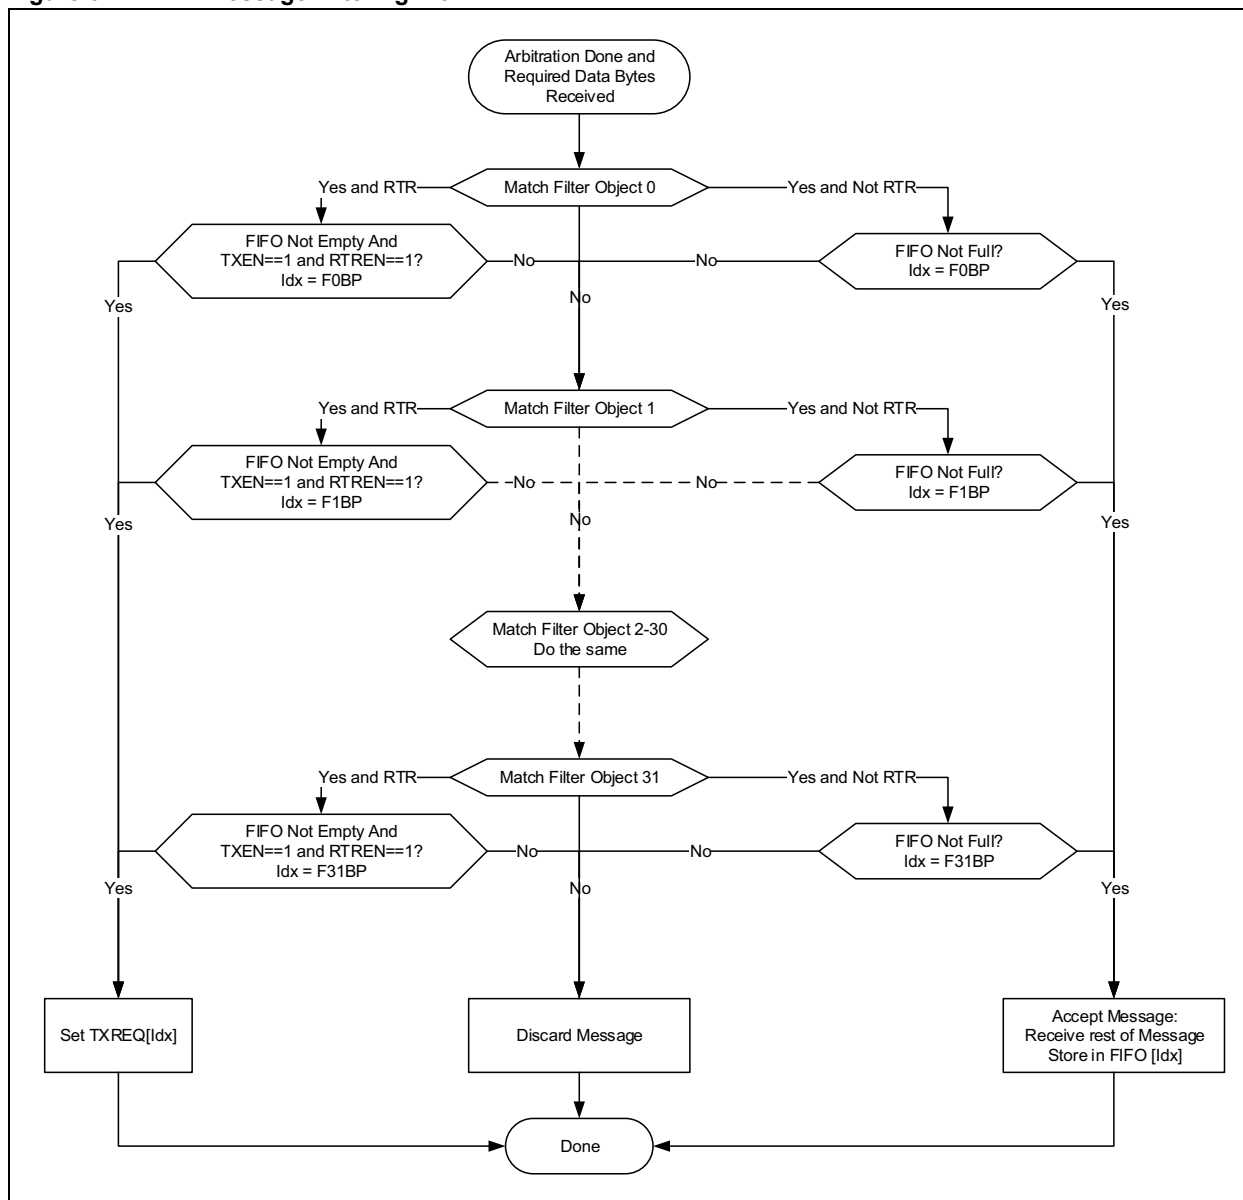 Arbitration Done and
Required Data Bytes
Received
Yes and RTR
Match Filter Object 0
Yes and Not RTR
FIFO Not Empty And
TXEN==1 and RTREN==1?
Idx = F0BP
No
No
FIFO Not Full?
Idx = F0BP
Yes
No
Yes
Yes and RTR
Match Filter Object 1
Yes and Not RTR
FIFO Not Empty And
TXEN==1 and RTREN==1?
Idx = F1BP
No
No
FIFO Not Full?
Idx = F1BP
Yes
No
Yes
Match Filter Object 2-30
Do the same
Yes and RTR
Match Filter Object 31
Yes and Not RTR
FIFO Not Empty And
TXEN==1 and RTREN==1?
Idx = F31BP
No
No
FIFO Not Full?
Idx = F31BP
Yes
No
Yes
Set TXREQ[Idx]
Discard Message
Accept Message:
Receive rest of Message
Store in FIFO [Idx]
Done